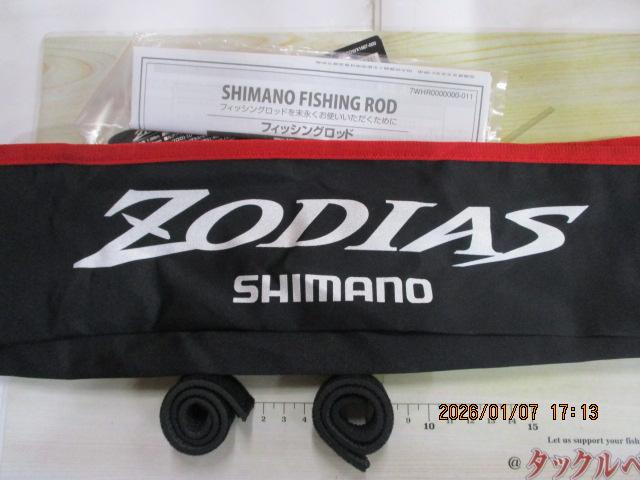 SHIMANO FISHING ROD
7WHR0000000-011
フィッシングロッドを末永くお使いいただくために
フィッシングロッド
ZODIAS
SHIMANO
2026/01/07 17:13
10
15
Let us support your fish
@ タックルベ